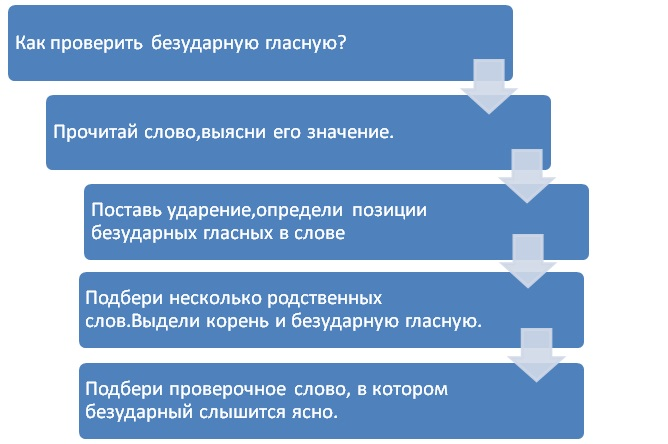 Как проверить безударную гласную?
Прочитай слово,выясни его значение.
Поставь ударение,определи позиции
безударных гласных в слове
Подбери несколько родственных
слов.Выдели корень и безударную гласную.
Подбери проверочное слово, в котором
безударный слышится ясно.